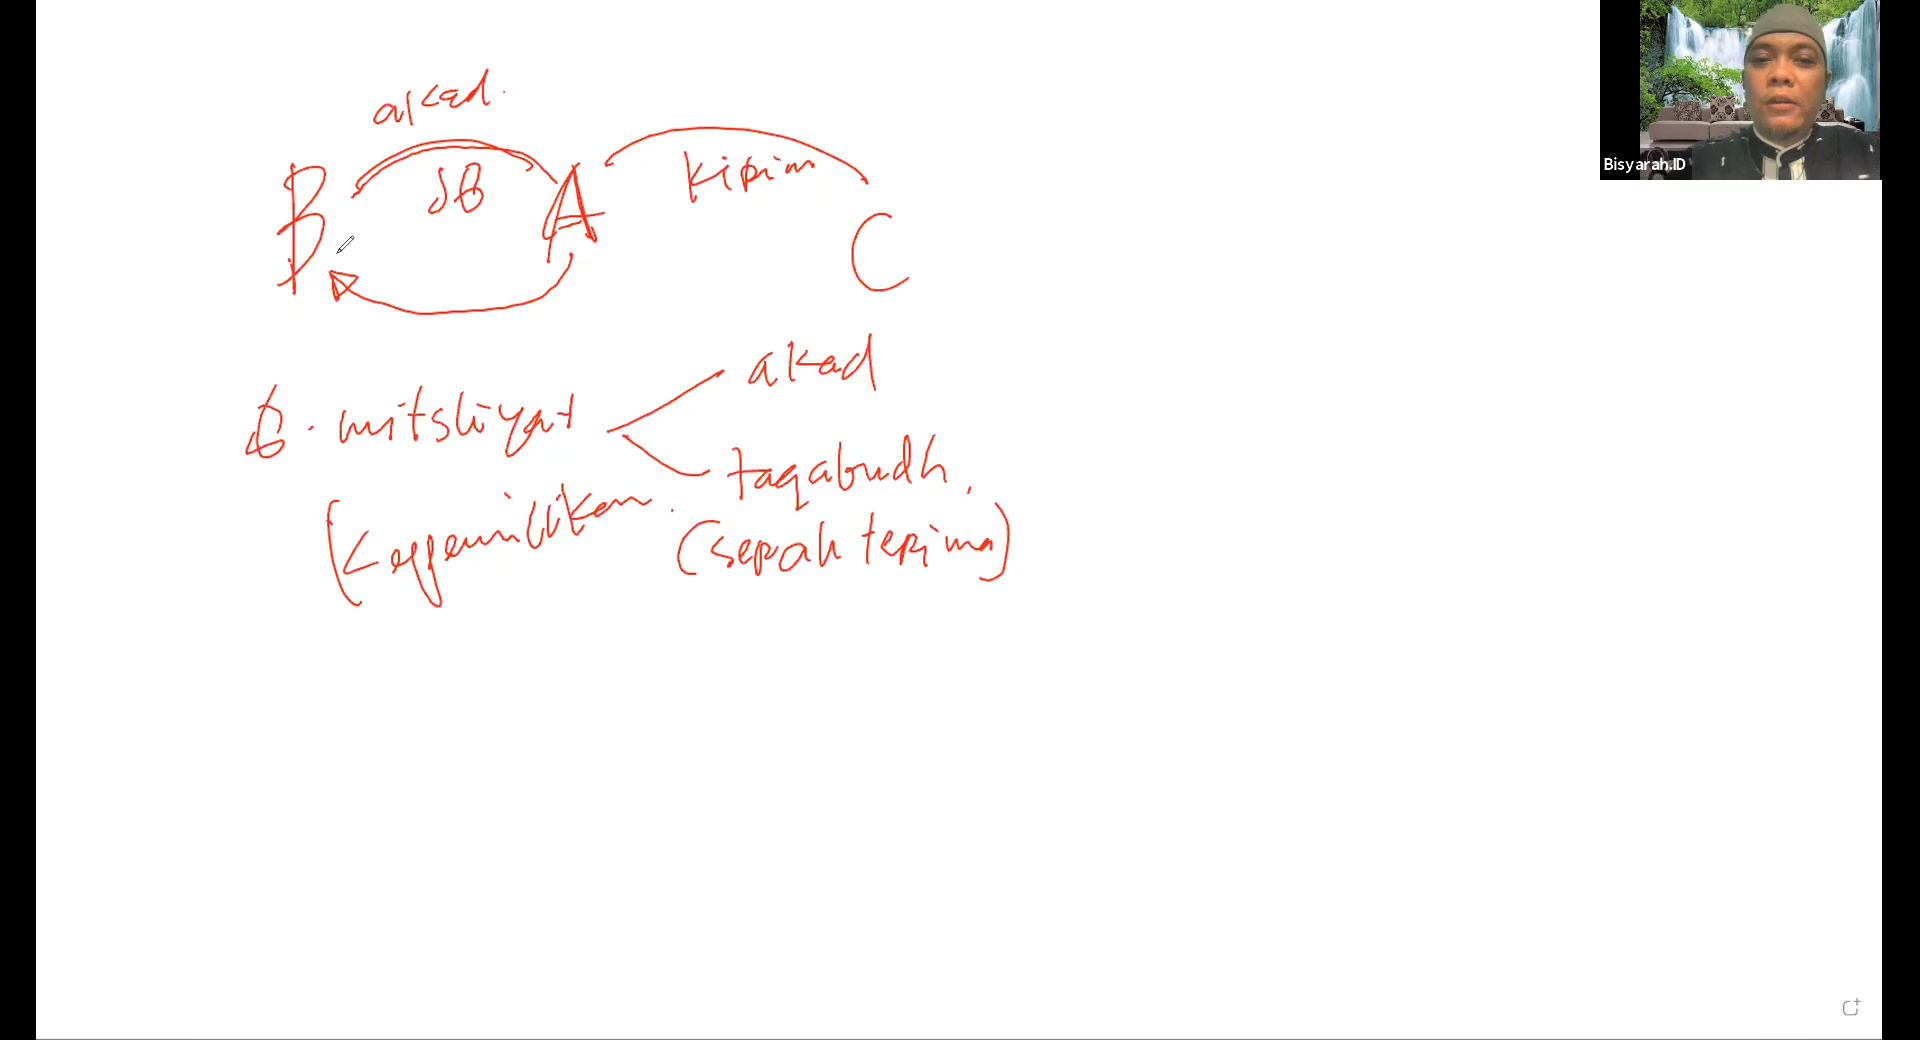 akad.
B JB A kirim C
akad
B. mitsliyat
taqabudh.
(Kepemilikan.
(serah terima)
Bisyarah.ID